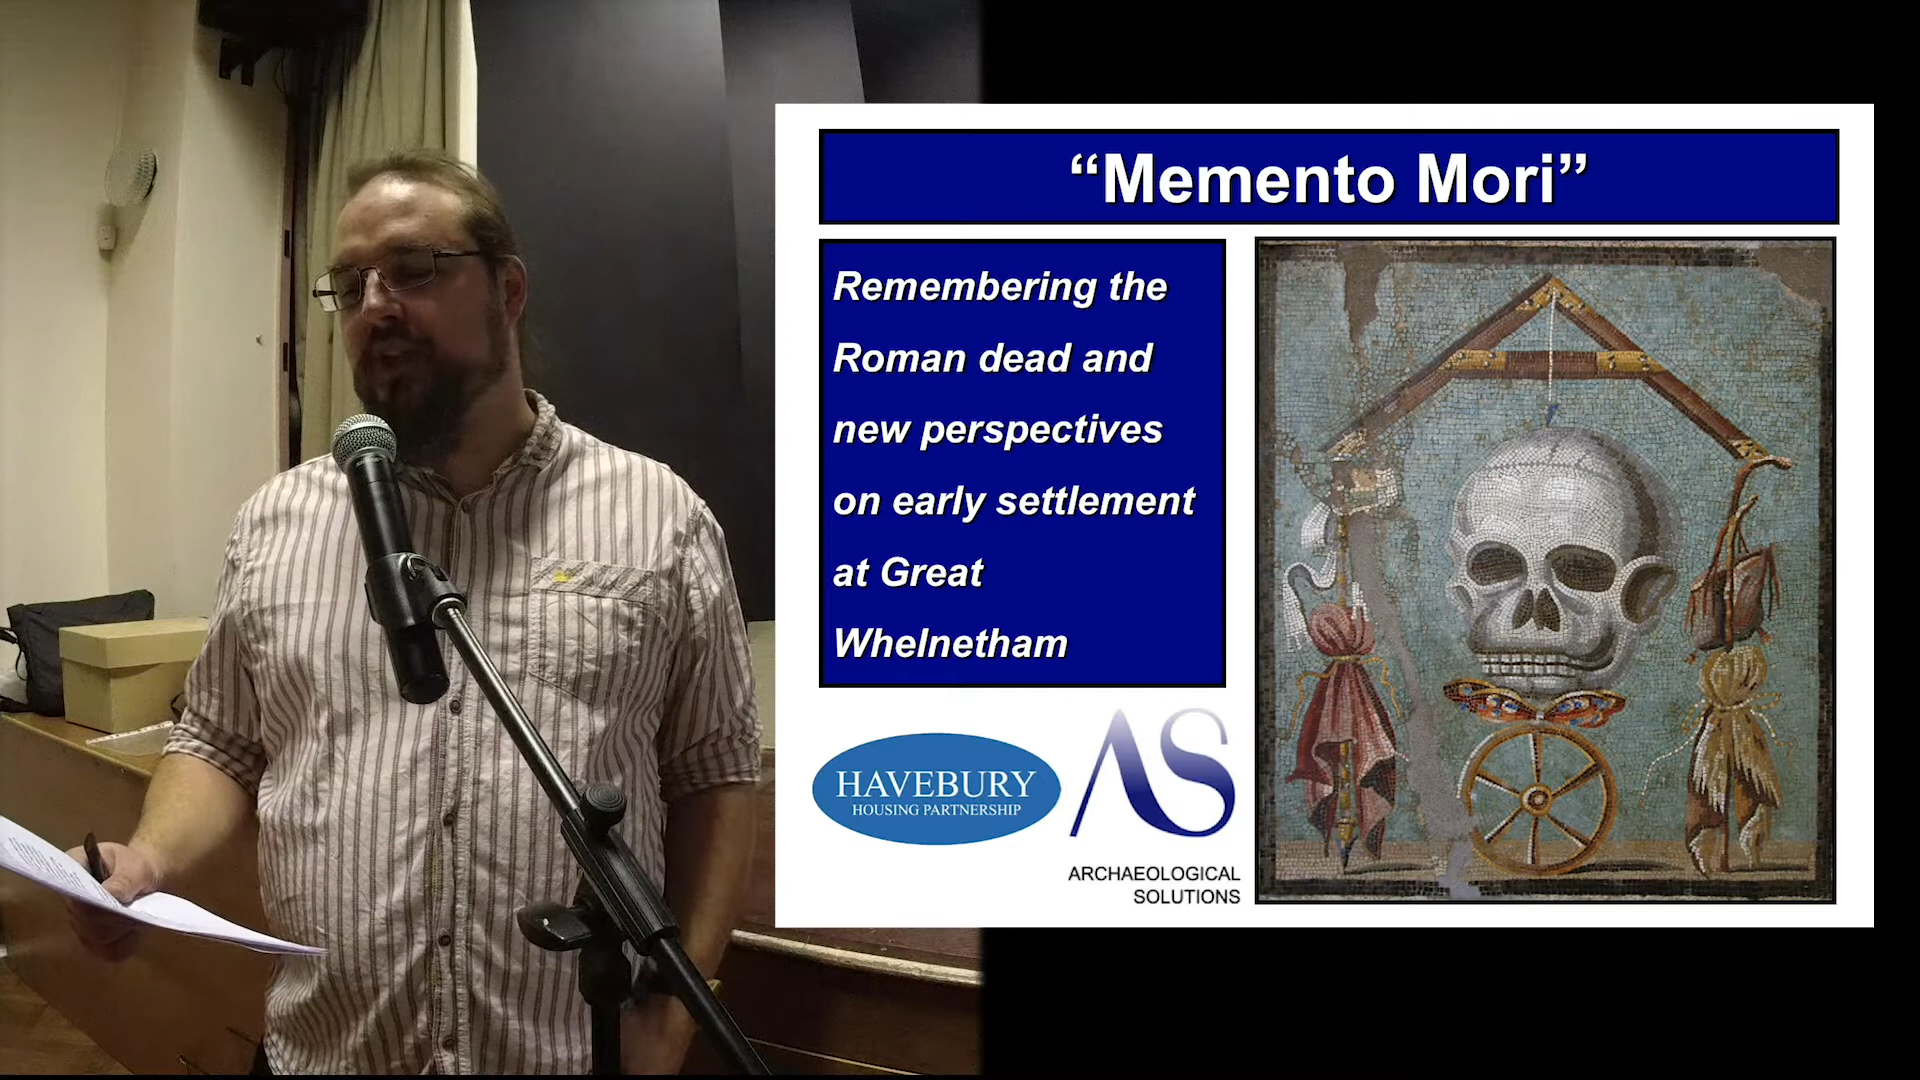 “Memento Mori”
Remembering the
Roman dead and
new perspectives
on early settlement
at Great
Whelnetham
HAVEBURY
HOUSING PARTNERSHIP
AS
ARCHAEOLOGICAL
SOLUTIONS